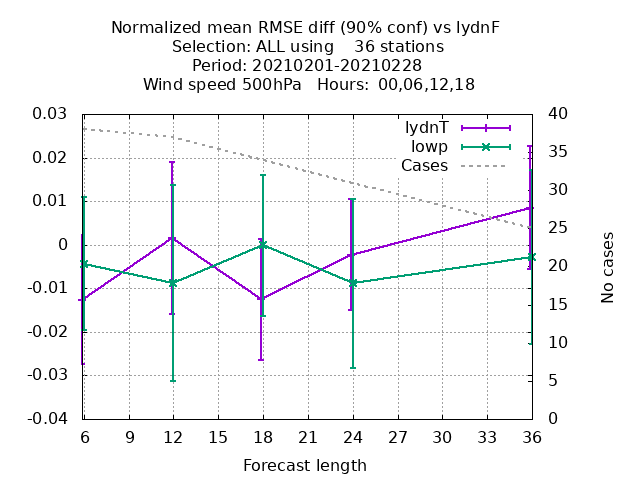 Normalized mean RMSE diff (90% conf) vs lydnF
Selection: ALL using    36 stations
Period: 20210201-20210228
Wind speed 500hPa   Hours:  00,06,12,18
0.03
0.02
0.01
0
-0.01
-0.02
-0.03
-0.04
lydnT
lowp
Cases
40
35
30
25
20
15
10
5
0
No cases
6 9 12 15 18 21 24 27 30 33 36
Forecast length